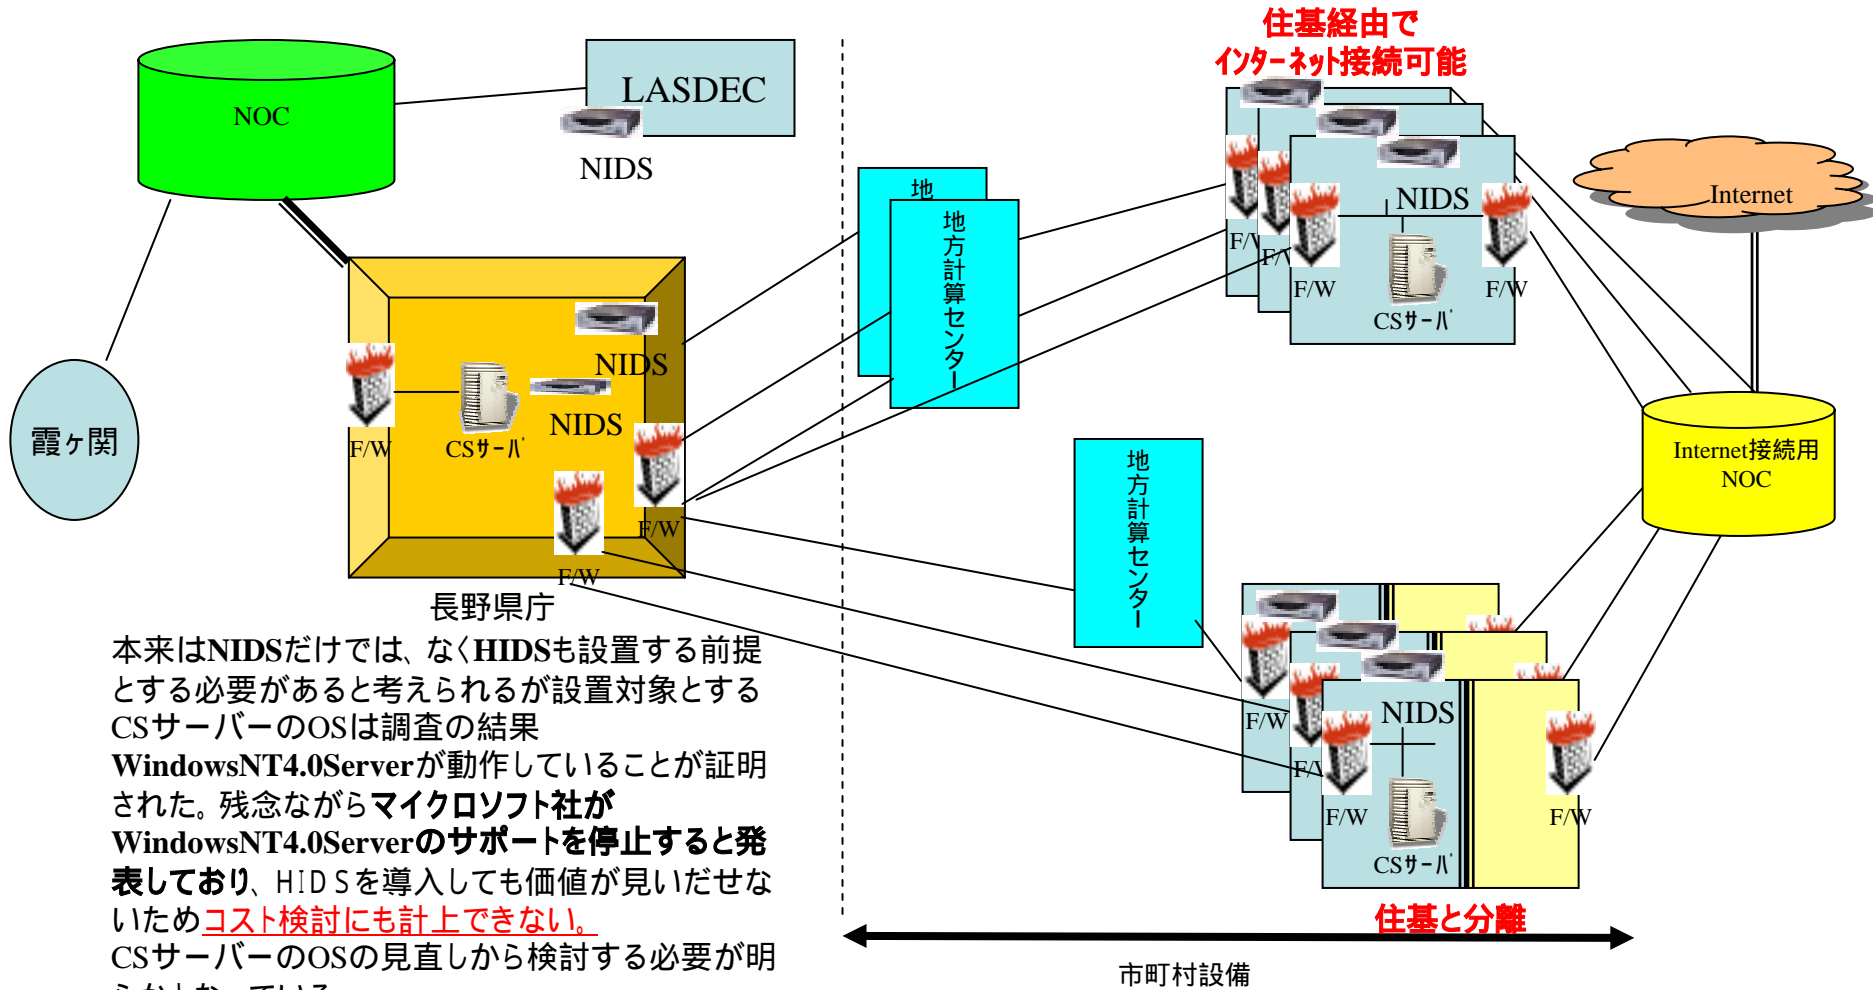 住基経由で
インターネット接続可能
NOC
LASDEC
NIDS
Internet
地
地方計算センター
NIDS
F/W
F/W
F/W
F/W
CSサーバ
霞ヶ関
F/W
CSサーバ
NIDS
NIDS
F/W
F/W
長野県庁
Internet接続用
NOC
地方計算センター
NIDS
F/W
F/W
F/W
F/W
CSサーバ
住基と分離
市町村設備
本来はNIDSだけでは、なくHIDSも設置する前提
とする必要があると考えられるが設置対象とする
CSサーバーのOSは調査の結果
WindowsNT4.0Serverが動作していることが証明
された。残念ながらマイクロソフト社が
WindowsNT4.0Serverのサポートを停止すると発
表しており、HIDSを導入しても価値が見いだせな
いためコスト検討にも計上できない。
CSサーバーのOSの見直しから検討する必要が明